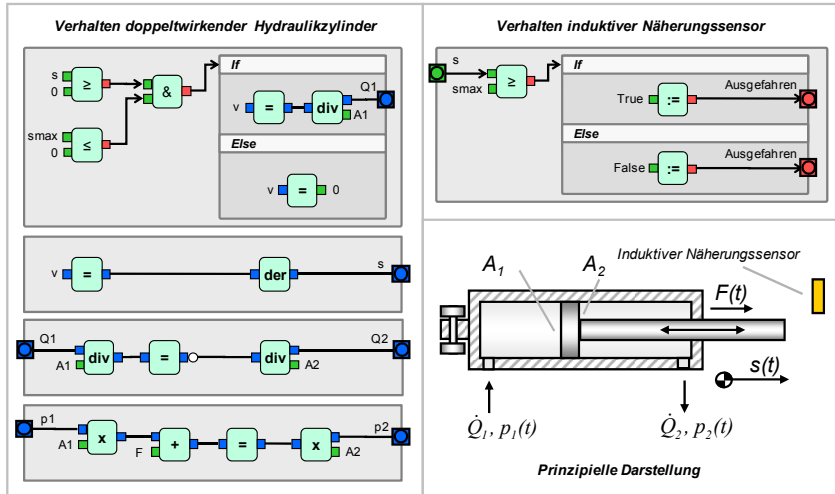 Verhalten doppeltwirkender Hydraulikzylinder
s
0
≥
&
smax
0
≤
If
v
=
div
Q1
A1
Else
v
=
0
v
=
der
s
Q1
A1
div
=
div
Q2
A2
p1
A1
x
F
+
=
x
p2
A2
Verhalten induktiver Näherungssensor
s
smax
≥
If
True
:=
Ausgefahren
Else
False
:=
Ausgefahren
Induktiver Näherungssensor
A1
A2
F(t)
s(t)
Q̇1, p1(t)
Q̇2, p2(t)
Prinzipielle Darstellung